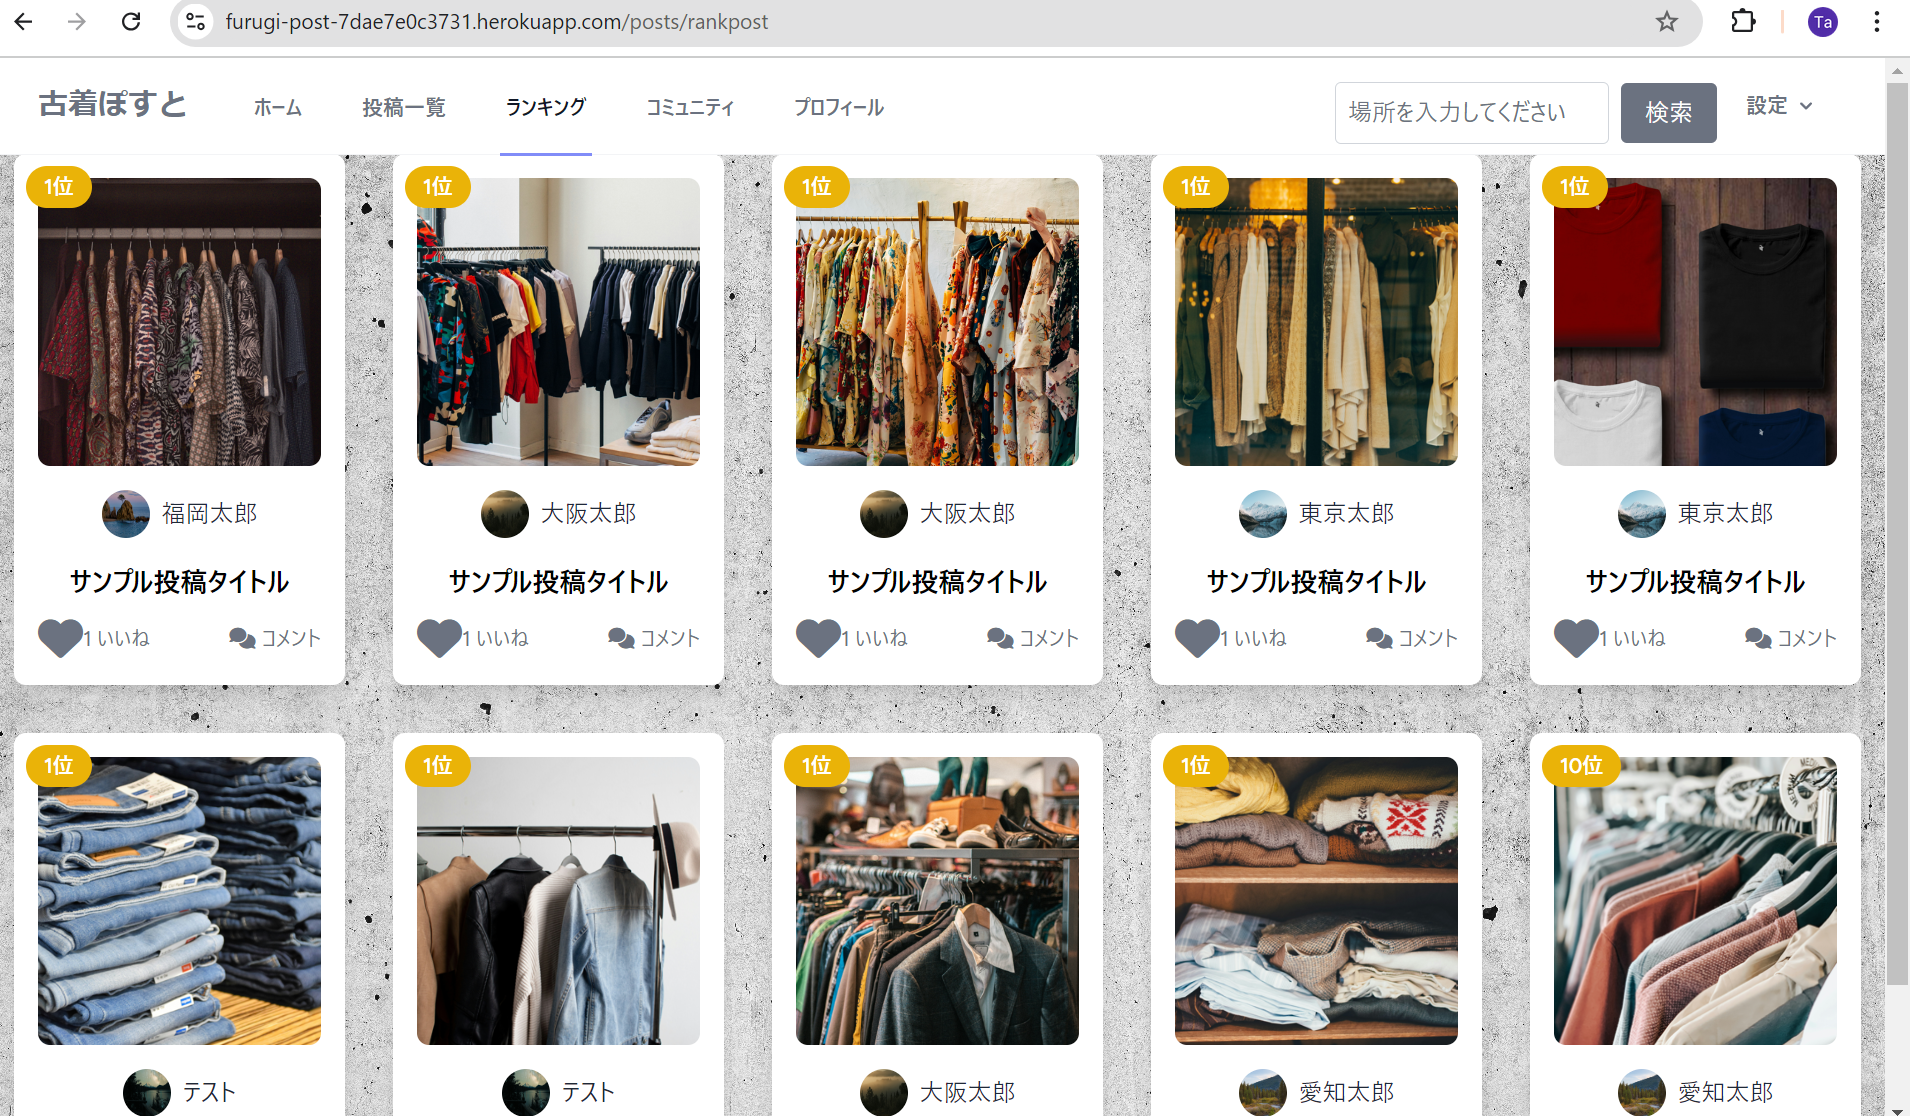 furugi-post-7dae7e0c3731.herokuapp.com/posts/rankpost
Ta
古着ぽすと ホーム 投稿一覧 ランキング コミュニティ プロフィール 場所を入力してください 検索 設定
1位 1位 1位 1位 1位
福岡太郎 大阪太郎 大阪太郎 東京太郎 東京太郎
サンプル投稿タイトル サンプル投稿タイトル サンプル投稿タイトル サンプル投稿タイトル サンプル投稿タイトル
1 いいね コメント 1 いいね コメント 1 いいね コメント 1 いいね コメント 1 いいね コメント
1位 1位 1位 1位 10位
テスト テスト 大阪太郎 愛知太郎 愛知太郎